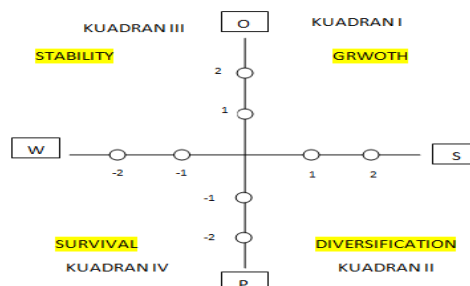 KUADRAN III
O
KUADRAN I
STABILITY
GRWOTH
2
1
W
S
-2
-1
1
2
-1
-2
SURVIVAL
DIVERSIFICATION
KUADRAN IV
KUADRAN II
P